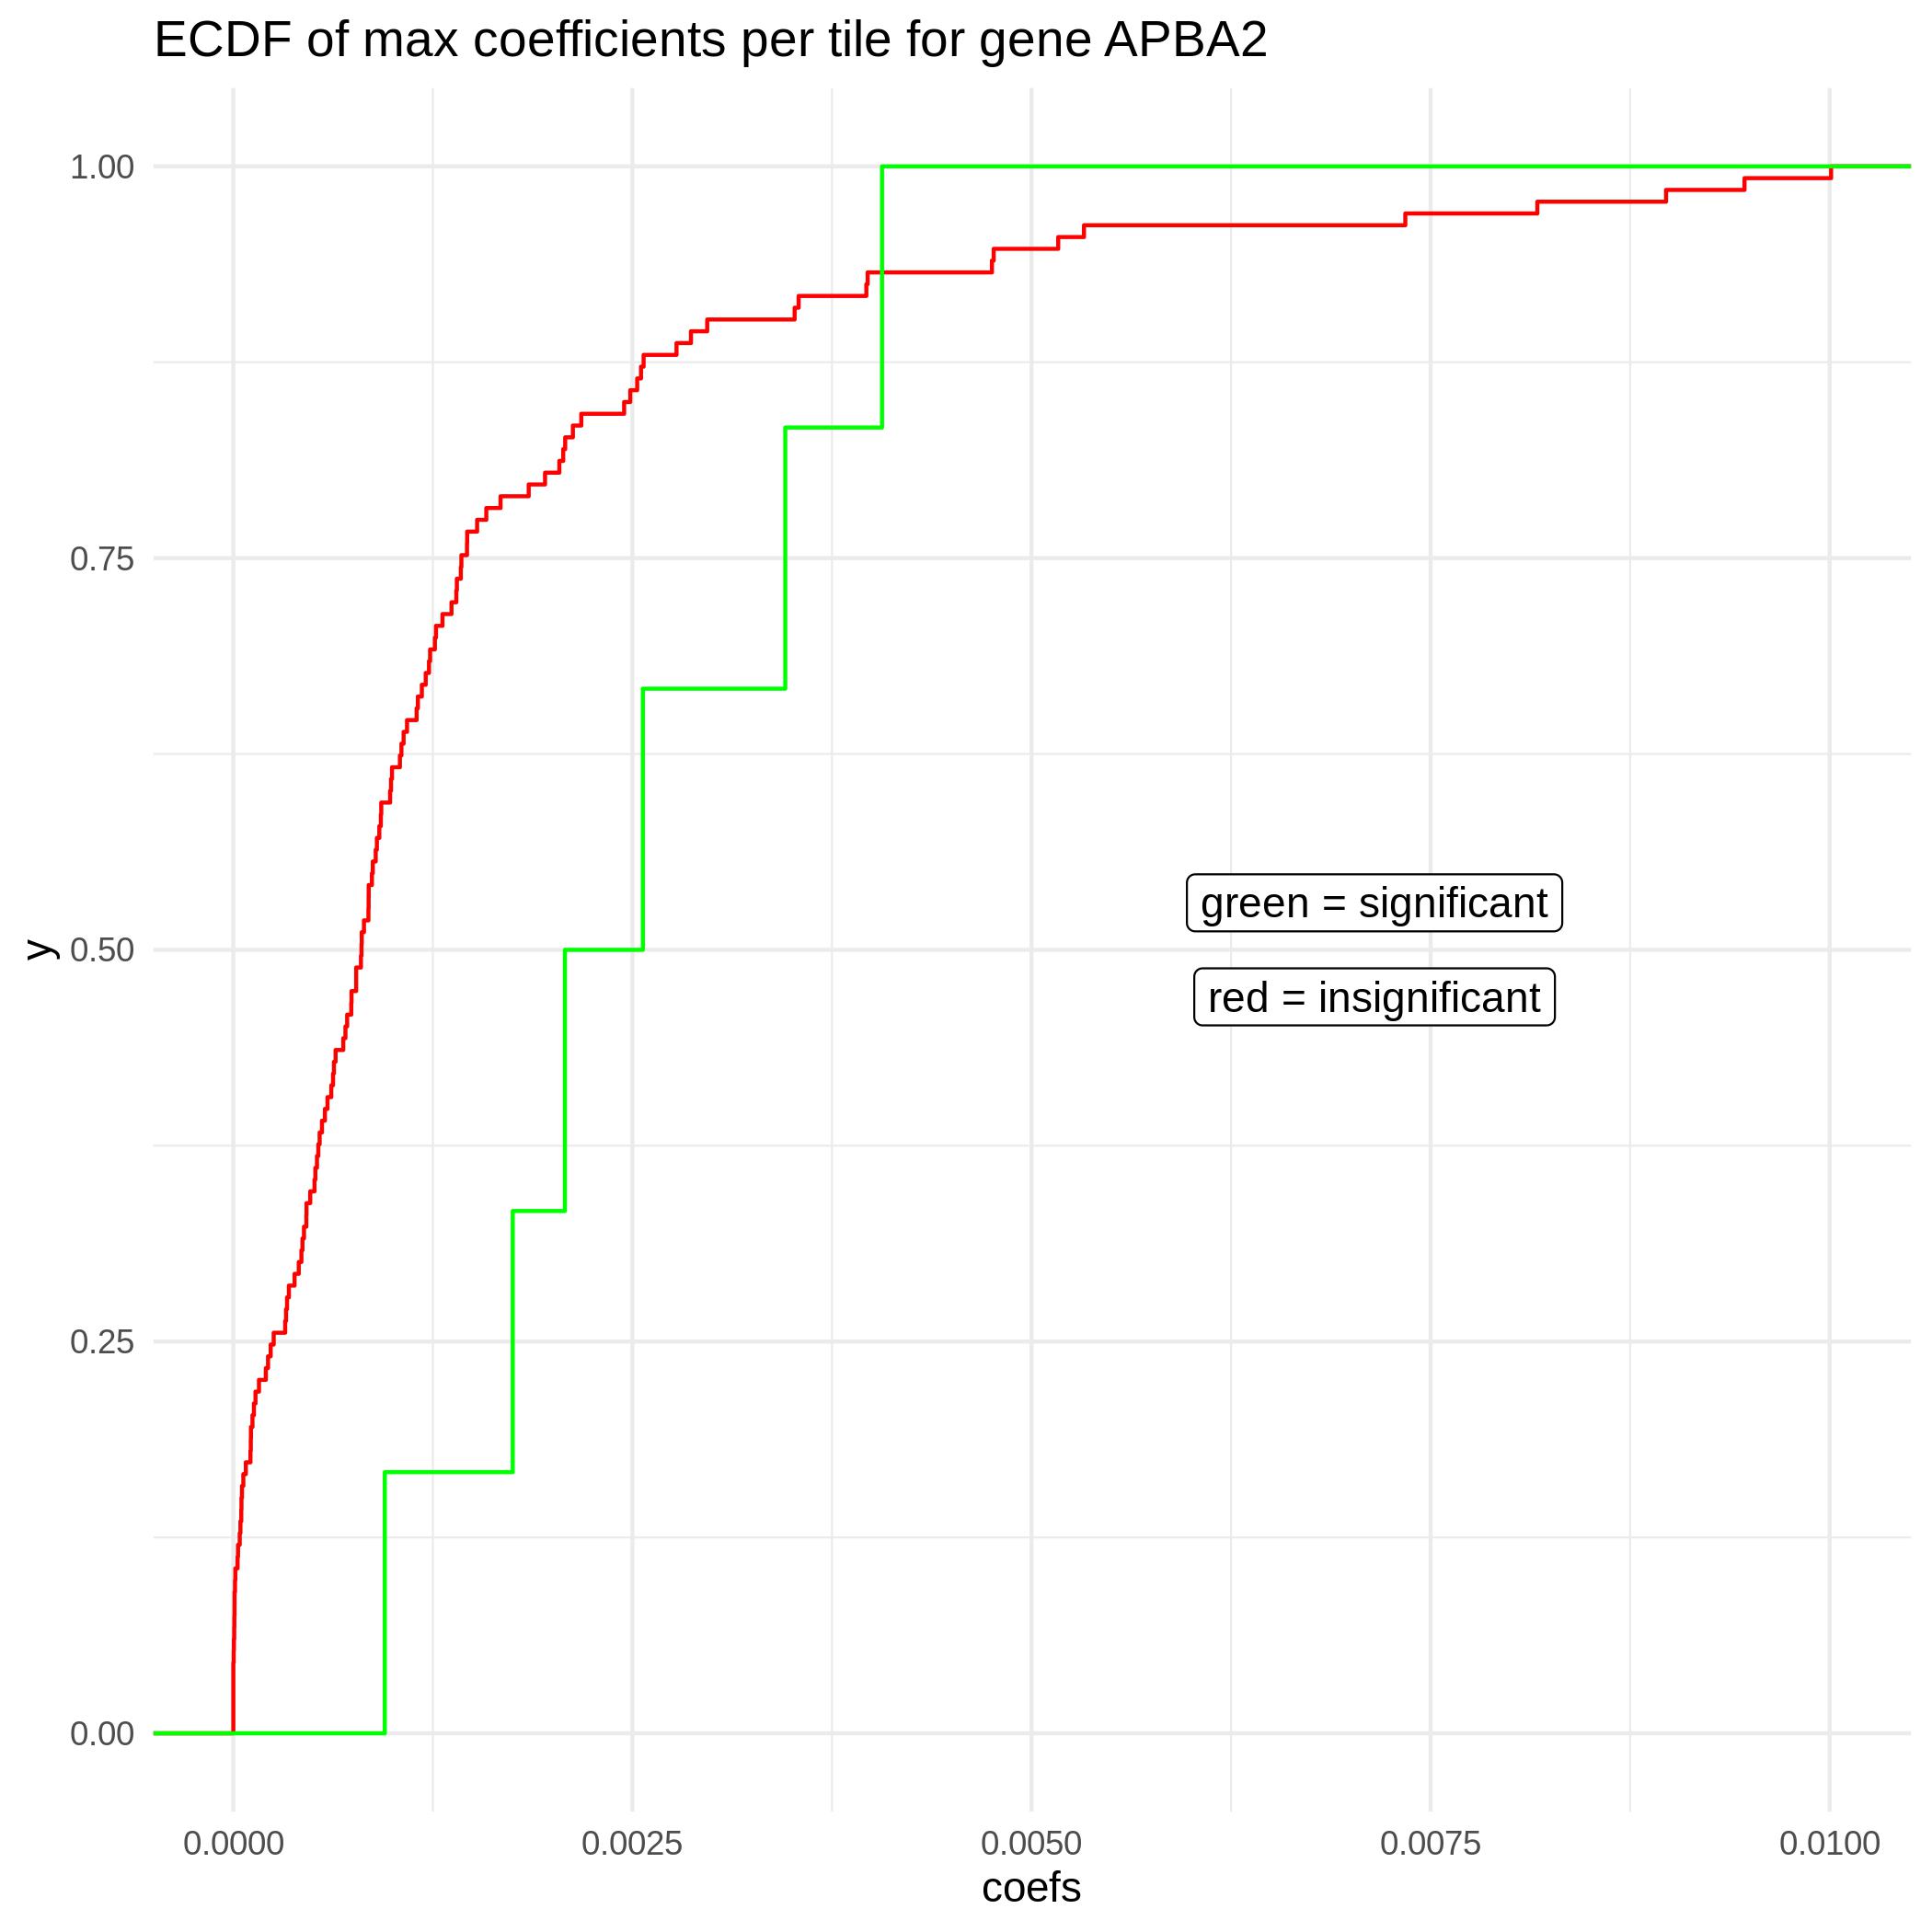 ECDF of max coefficients per tile for gene APBA2
1.00
0.75
0.50
0.25
0.00
y
green = significant
red = insignificant
0.0000 0.0025 0.0050 0.0075 0.0100
coefs